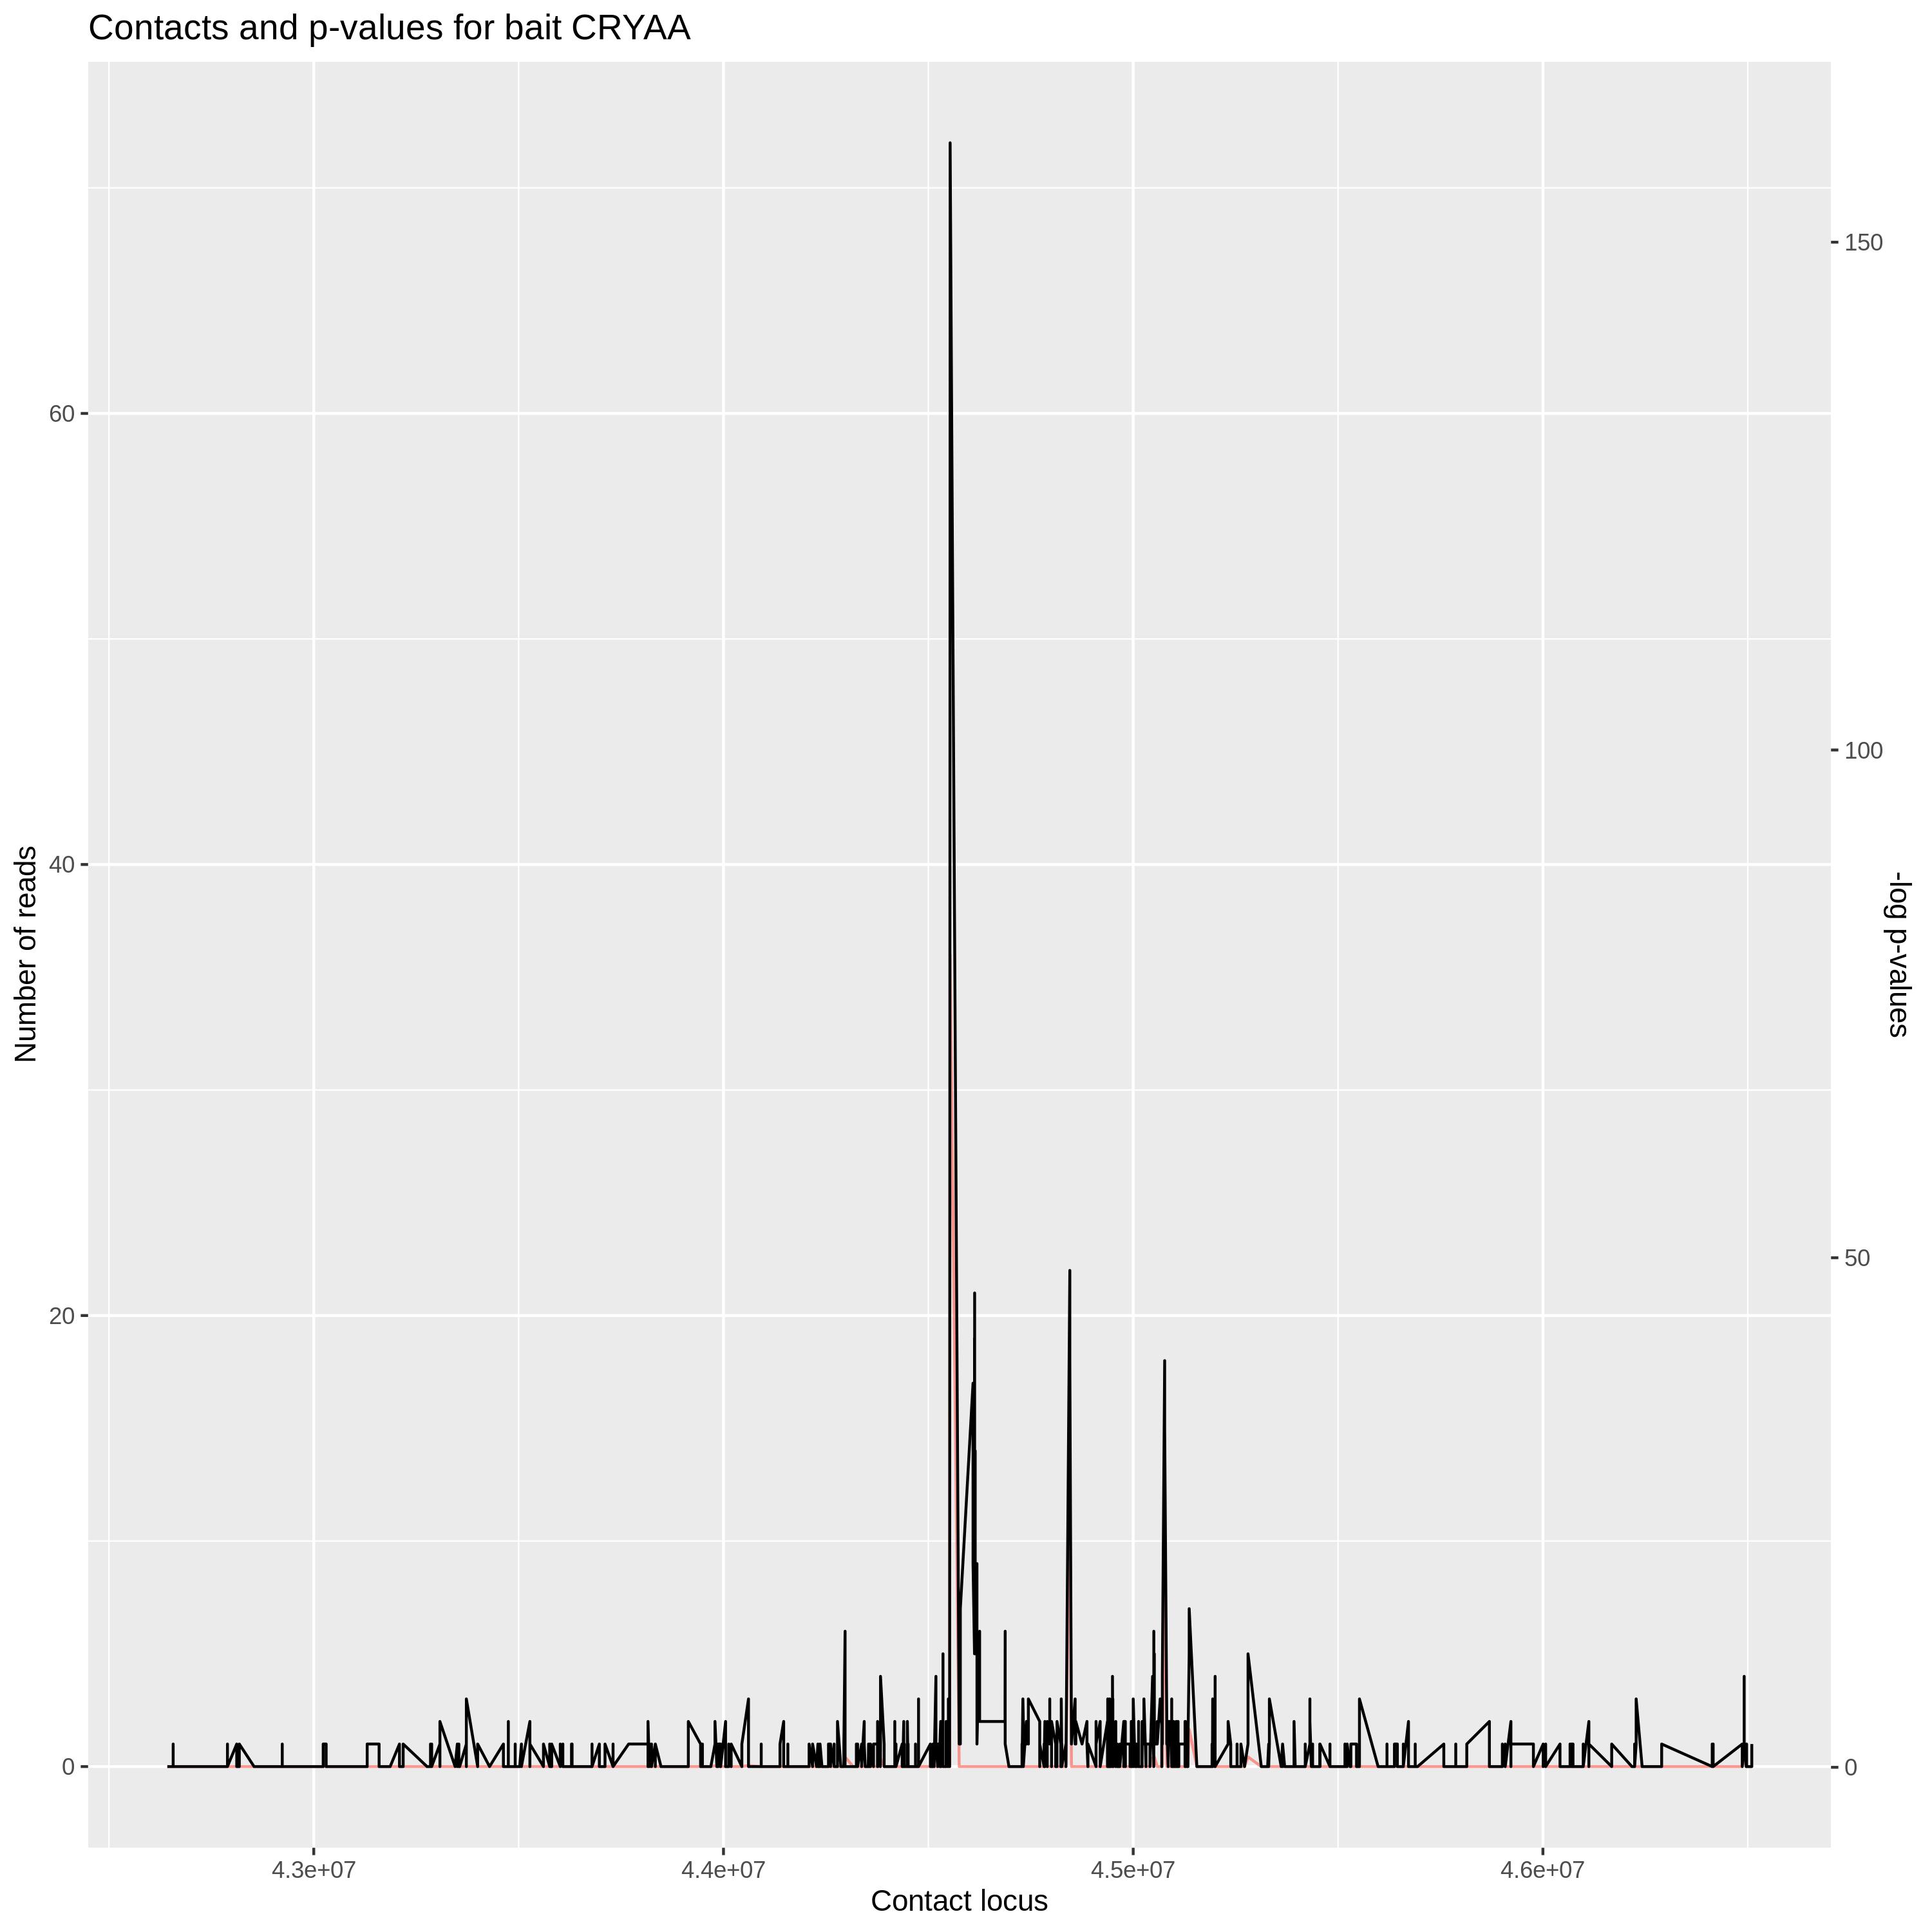 Contacts and p-values for bait CRYAA
Number of reads
60
40
20
0
150
100
50
0
-log p-values
4.3e+07
4.4e+07
4.5e+07
4.6e+07
Contact locus